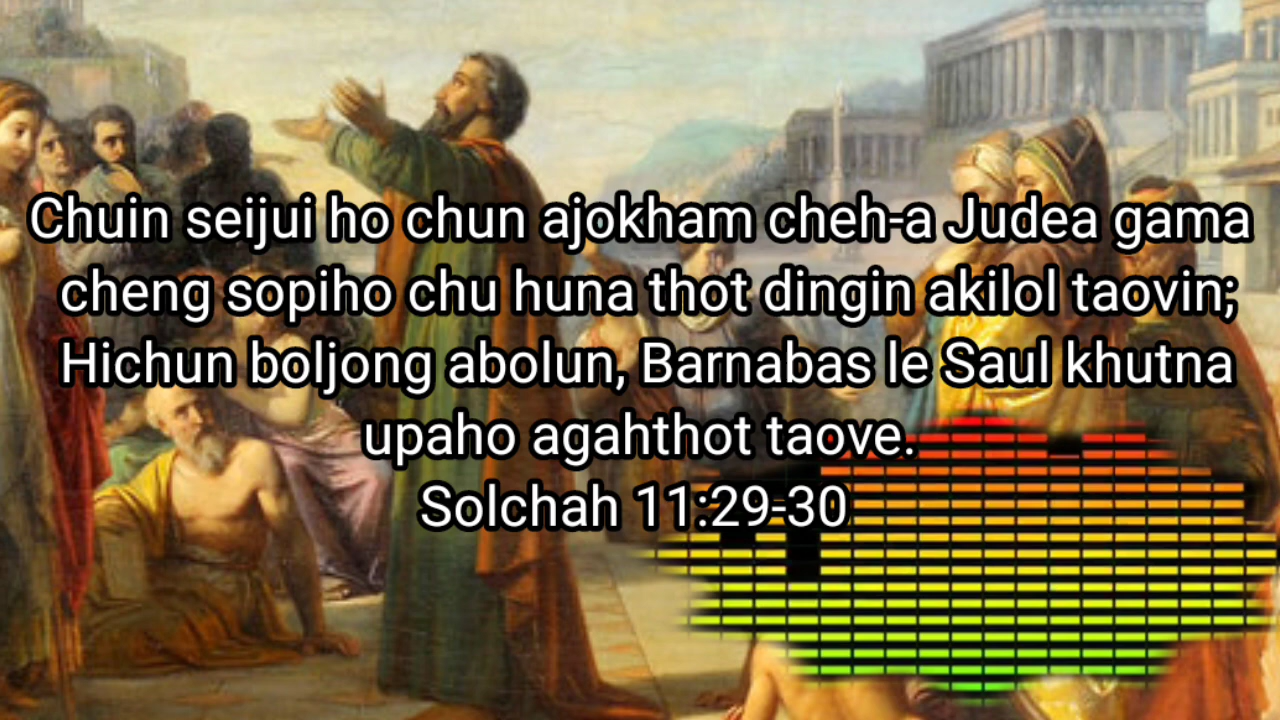 Chuin seijui ho chun ajokham cheh-a Judea gama
cheng sopiho chu huna thot dingin akilol taovin;
Hichun boljong abolun, Barnabas le Saul khutna
upaho agahthot taove.
Solchah 11:29-30